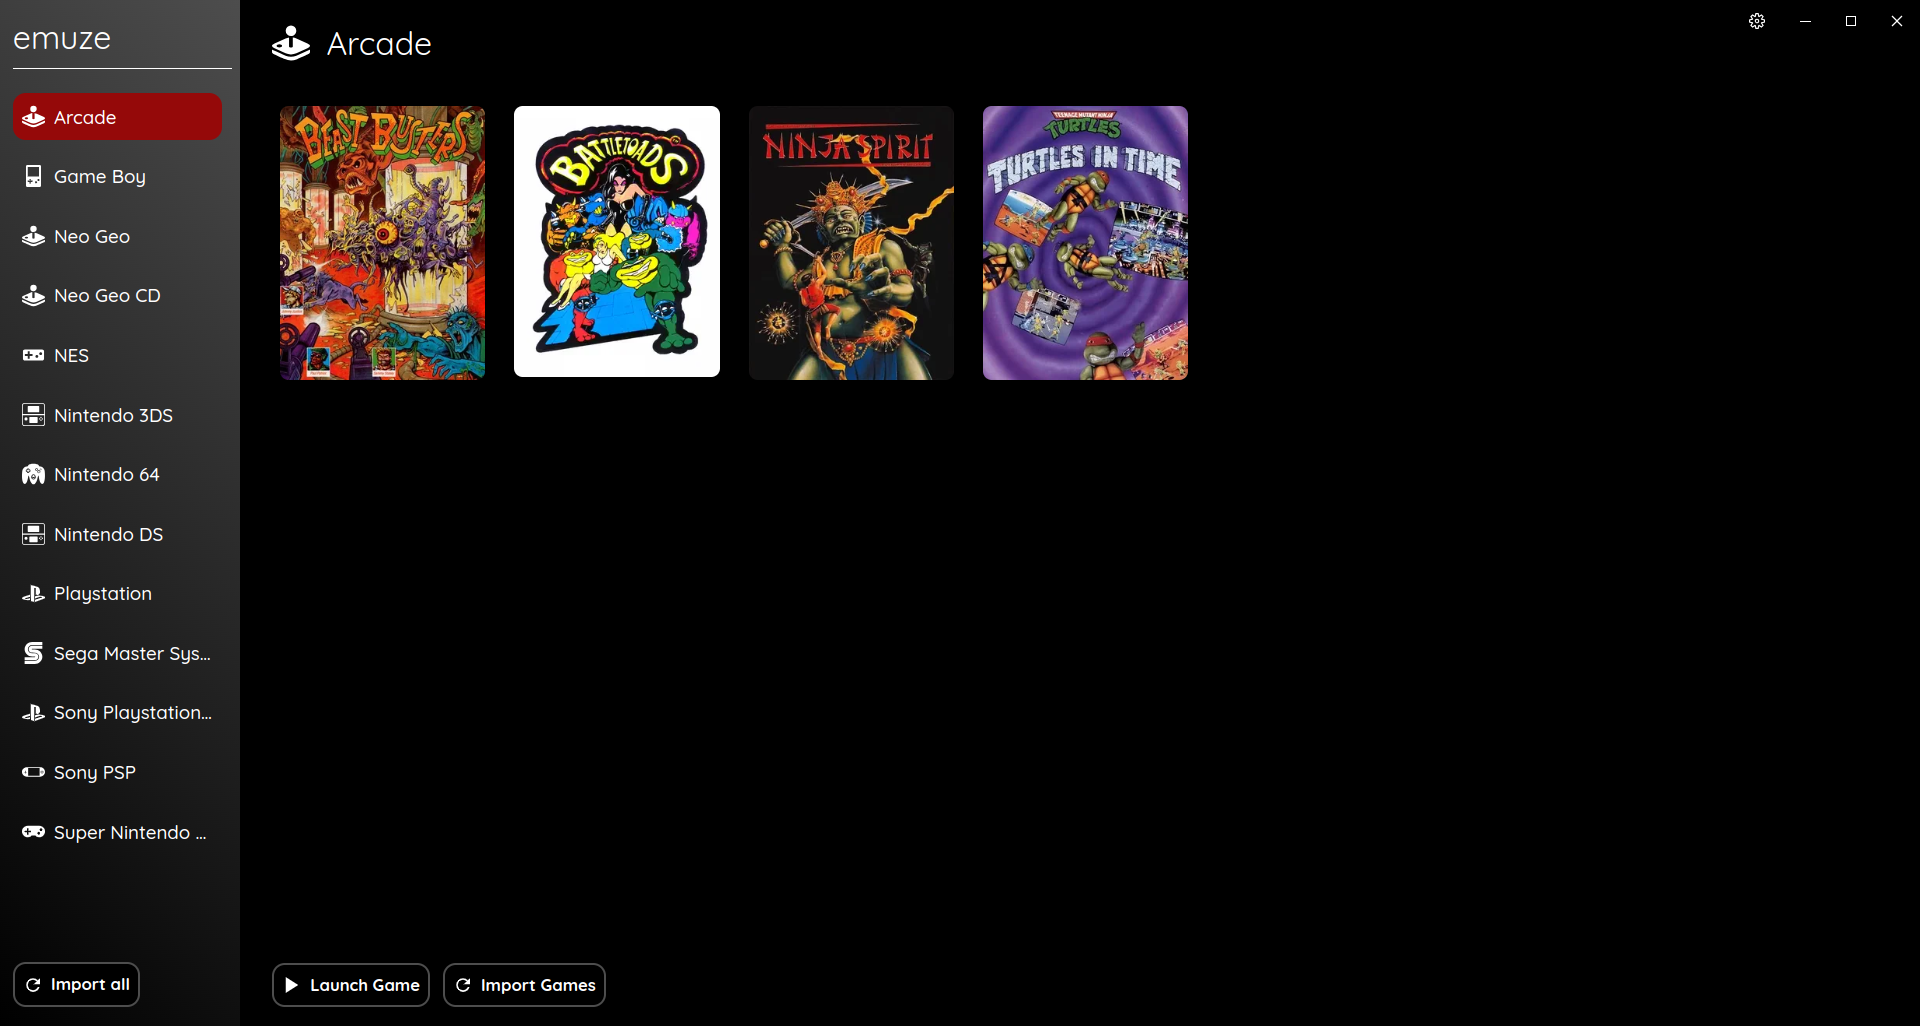 emuze
Arcade
Game Boy
Neo Geo
Neo Geo CD
NES
Nintendo 3DS
Nintendo 64
Nintendo DS
Playstation
Sega Master Sys...
Sony Playstation...
Sony PSP
Super Nintendo ...
Import all
Arcade
BEAST BUSTERS
BATTLETOADS
NINJA SPIRIT
TEENAGE MUTANT NINJA
TURTLES
TURTLES IN TIME
Launch Game
Import Games